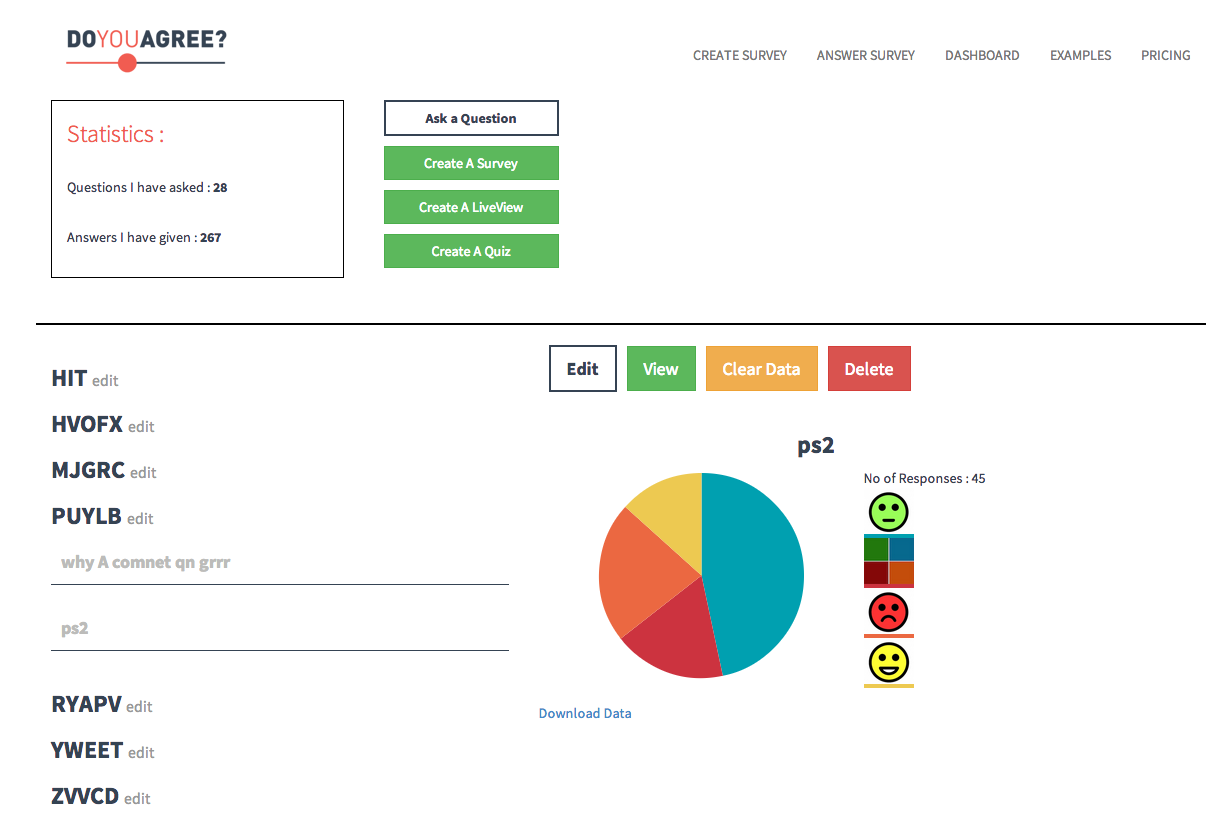 DOYOUAGREE?
CREATE SURVEY ANSWER SURVEY DASHBOARD EXAMPLES PRICING
Statistics :
Questions I have asked : 28
Answers I have given : 267
Ask a Question
Create A Survey
Create A LiveView
Create A Quiz
HIT edit
HVOFX edit
MJGRC edit
PUYLB edit
why A comnet qn grrr
ps2
RYAPV edit
YWEET edit
ZVVCD edit
Edit View Clear Data Delete
ps2
No of Responses : 45
Download Data